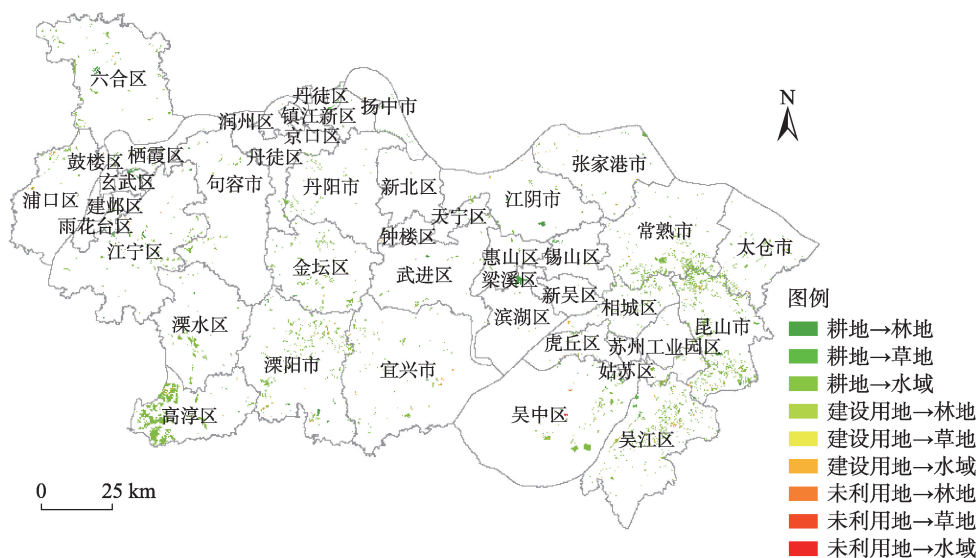 六合区
丹徒区
扬中市
镇江新区
润州区
京口区
N
鼓楼区
栖霞区
丹徒区
张家港市
玄武区
句容市
丹阳市
新北区
江阴市
浦口区
建邺区
天宁区
常熟市
雨花台区
钟楼区
太仓市
江宁区
金坛区
武进区
惠山区
锡山区
梁溪区
新吴区
相城区
图例
溧水区
滨湖区
昆山市
耕地→林地
虎丘区
苏州工业园区
耕地→草地
溧阳市
宜兴市
姑苏区
耕地→水域
高淳区
吴中区
吴江区
建设用地→林地
建设用地→草地
建设用地→水域
0 25 km
未利用地→林地
未利用地→草地
未利用地→水域